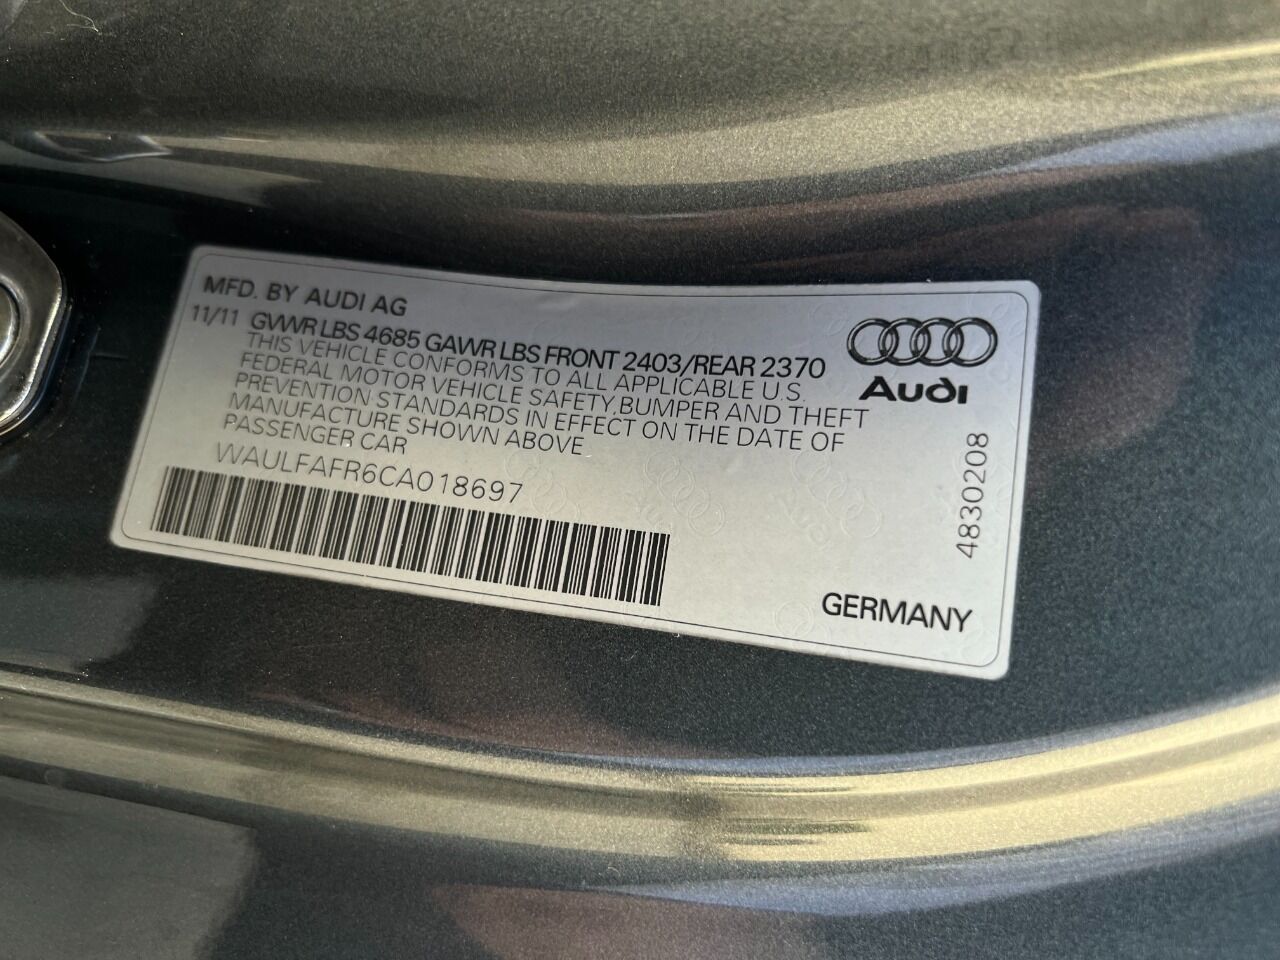 MFD. BY AUDI AG
11/11 GVWR LBS 4685 GAWR LBS FRONT 2403/REAR 2370
THIS VEHICLE CONFORMS TO ALL APPLICABLE U.S.
FEDERAL MOTOR VEHICLE SAFETY,BUMPER AND THEFT
PREVENTION STANDARDS IN EFFECT ON THE DATE OF
MANUFACTURE SHOWN ABOVE
PASSENGER CAR
WAULFAFR6CA018697
Audi
4830208
GERMANY